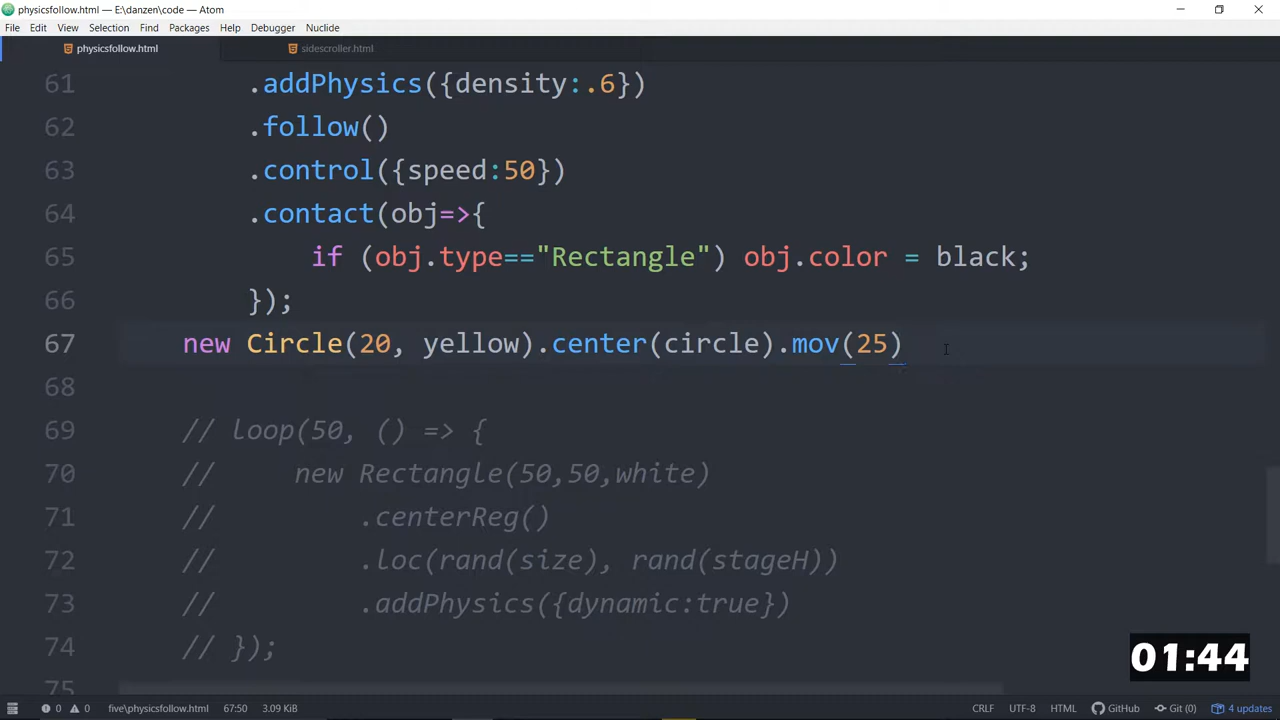 physicsfollow.html — E:\danzen\code — Atom
File Edit View Selection Find Packages Help Debugger Nuclide
physicsfollow.html sidescroller.html
61 .addPhysics({density:.6})
62 .follow()
63 .control({speed:50})
64 .contact(obj=>{
65 if (obj.type=="Rectangle") obj.color = black;
66 });
67 new Circle(20, yellow).center(circle).mov(25)
68
69 // loop(50, () => {
70 // new Rectangle(50,50,white)
71 // .centerReg()
72 // .loc(rand(size), rand(stageH))
73 // .addPhysics({dynamic:true})
74 // });
75
01:44
0 0 five\physicsfollow.html 67:50 3.09 KiB CRLF UTF-8 HTML GitHub Git (0) 4 updates